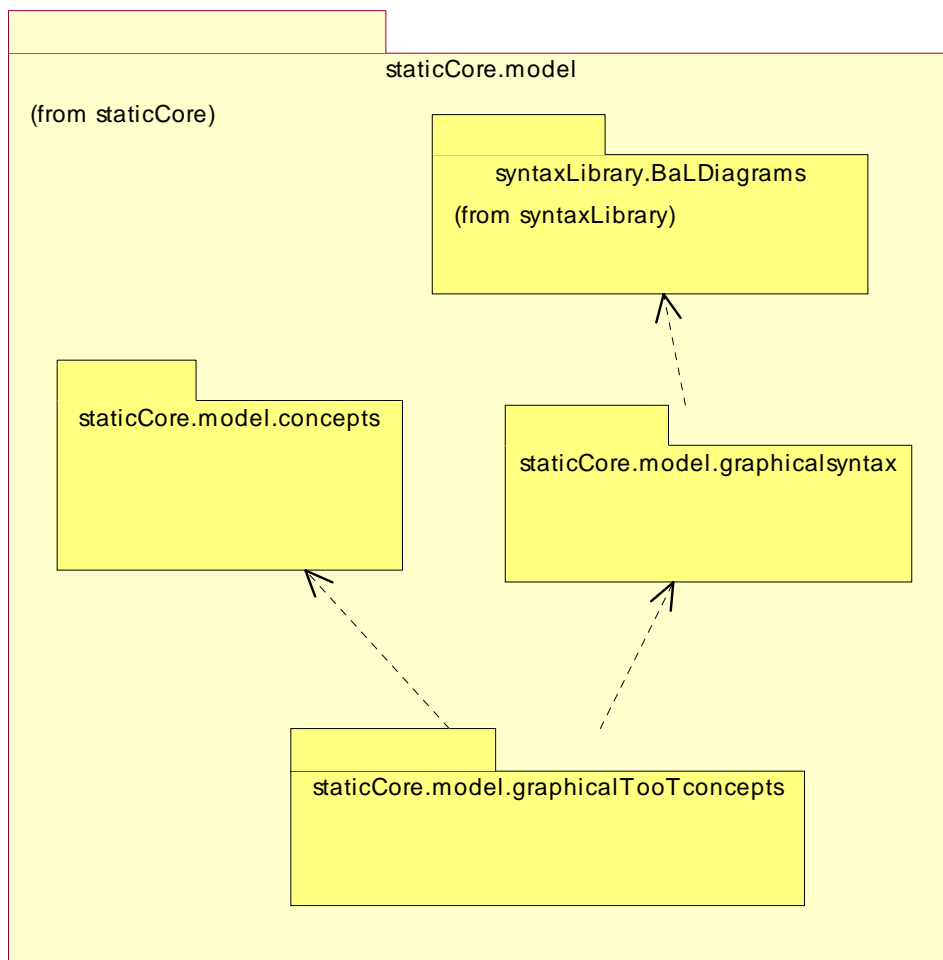 staticCore.model
(from staticCore)
syntaxLibrary.BaLDiagrams
(from syntaxLibrary)
staticCore.model.concepts
staticCore.model.graphicalsyntax
staticCore.model.graphicalTooTconcepts